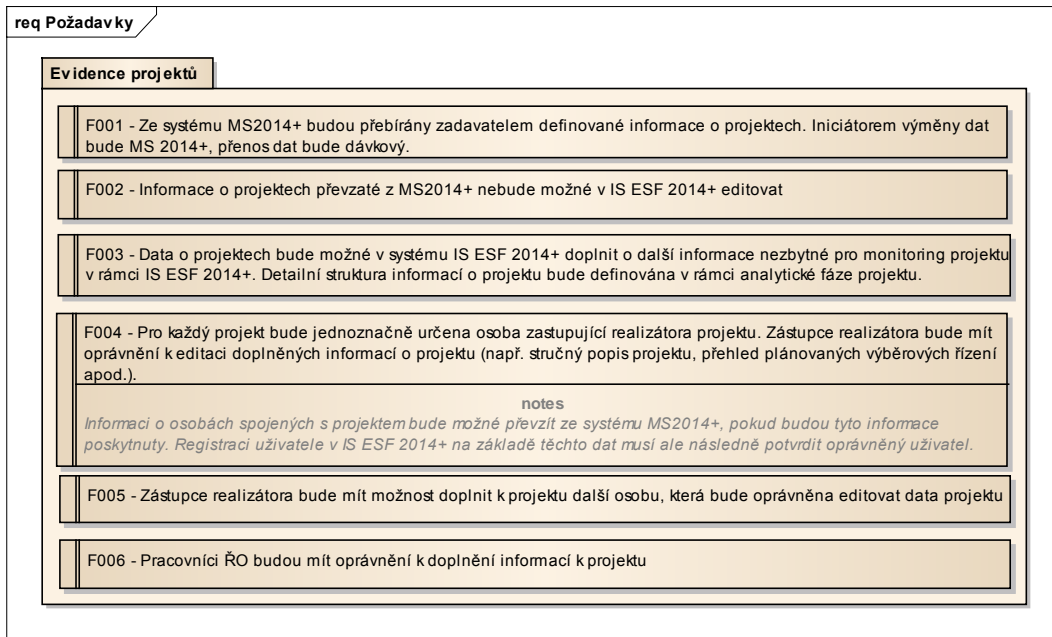 req Požadavky
Evidence projektů
F001 - Ze systému MS2014+ budou přebírány zadavatelem definované informace o projektech. Iniciátorem výměny dat
bude MS 2014+, přenos dat bude dávkový.
F002 - Informace o projektech převzaté z MS2014+ nebude možné v IS ESF 2014+ editovat
F003 - Data o projektech bude možné v systému IS ESF 2014+ doplnit o další informace nezbytné pro monitoring projektu
v rámci IS ESF 2014+. Detailní struktura informací o projektu bude definována v rámci analytické fáze projektu.
F004 - Pro každý projekt bude jednoznačně určena osoba zastupující realizátora projektu. Zástupce realizátora bude mít
oprávnění k editaci doplněných informací o projektu (např. stručný popis projektu, přehled plánovaných výběrových řízení
apod.).
notes
Informaci o osobách spojených s projektem bude možné převzít ze systému MS2014+, pokud budou tyto informace
poskytnuty. Registraci uživatele v IS ESF 2014+ na základě těchto dat musí ale následně potvrdit oprávněný uživatel.
F005 - Zástupce realizátora bude mít možnost doplnit k projektu další osobu, která bude oprávněna editovat data projektu
F006 - Pracovníci ŘO budou mít oprávnění k doplnění informací k projektu